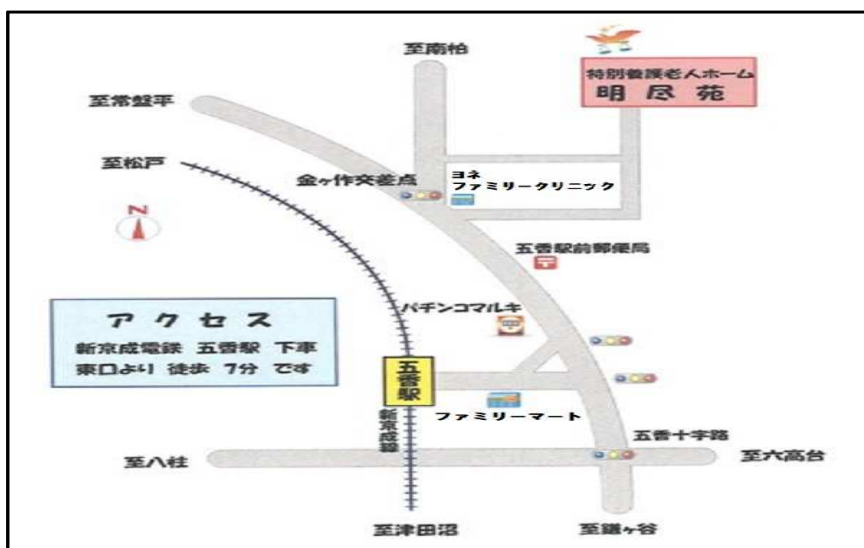 至南柏
特別養護老人ホーム
明尽苑
至常盤平
至松戸
金ヶ作交差点
ヨネ
ファミリークリニック
N
五香駅前郵便局
パチンコマルキ
アクセス
新京成電鉄 五香駅 下車
東口より 徒歩 7分 です
五香駅
新京成線
ファミリーマート
五香十字路
至八柱
至六高台
至津田沼
至鎌ヶ谷